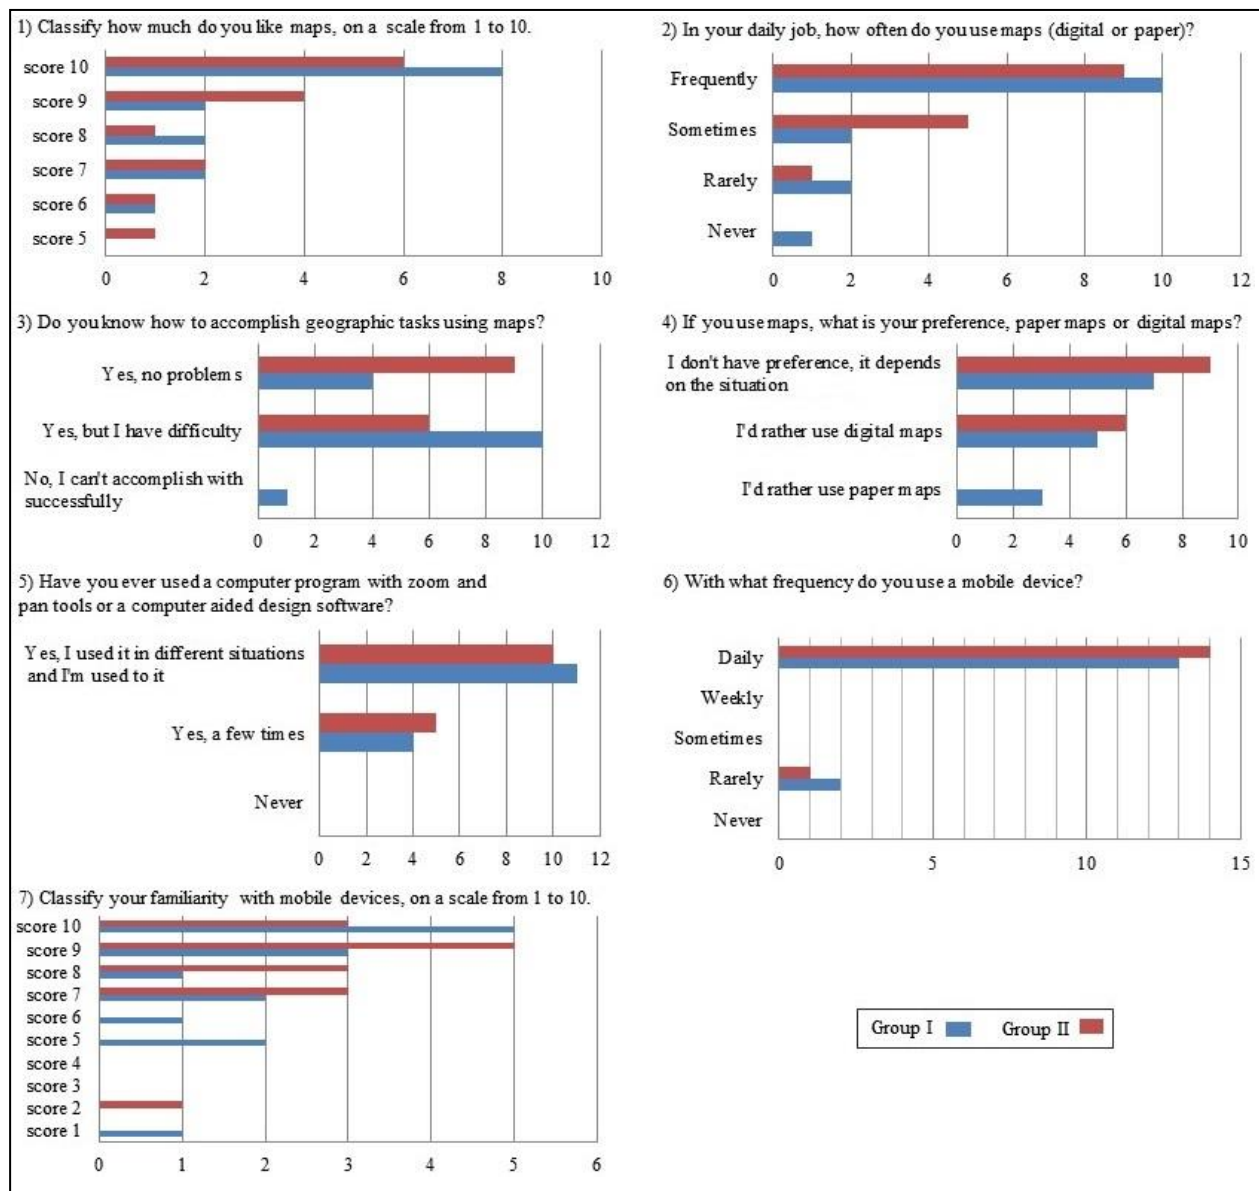 1) Classify how much do you like maps, on a scale from 1 to 10.
score 10
score 9
score 8
score 7
score 6
score 5
0 2 4 6 8 10
2) In your daily job, how often do you use maps (digital or paper)?
Frequently
Sometimes
Rarely
Never
0 2 4 6 8 10 12
3) Do you know how to accomplish geographic tasks using maps?
Yes, no problems
Yes, but I have difficulty
No, I can't accomplish with
successfully
0 2 4 6 8 10 12
4) If you use maps, what is your preference, paper maps or digital maps?
I don't have preference, it depends
on the situation
I'd rather use digital maps
I'd rather use paper maps
0 2 4 6 8 10
5) Have you ever used a computer program with zoom and
pan tools or a computer aided design software?
Yes, I used it in different situations
and I'm used to it
Yes, a few times
Never
0 2 4 6 8 10 12
6) With what frequency do you use a mobile device?
Daily
Weekly
Sometimes
Rarely
Never
0 5 10 15
7) Classify your familiarity with mobile devices, on a scale from 1 to 10.
score 10
score 9
score 8
score 7
score 6
score 5
score 4
score 3
score 2
score 1
0 1 2 3 4 5 6
Group I Group II